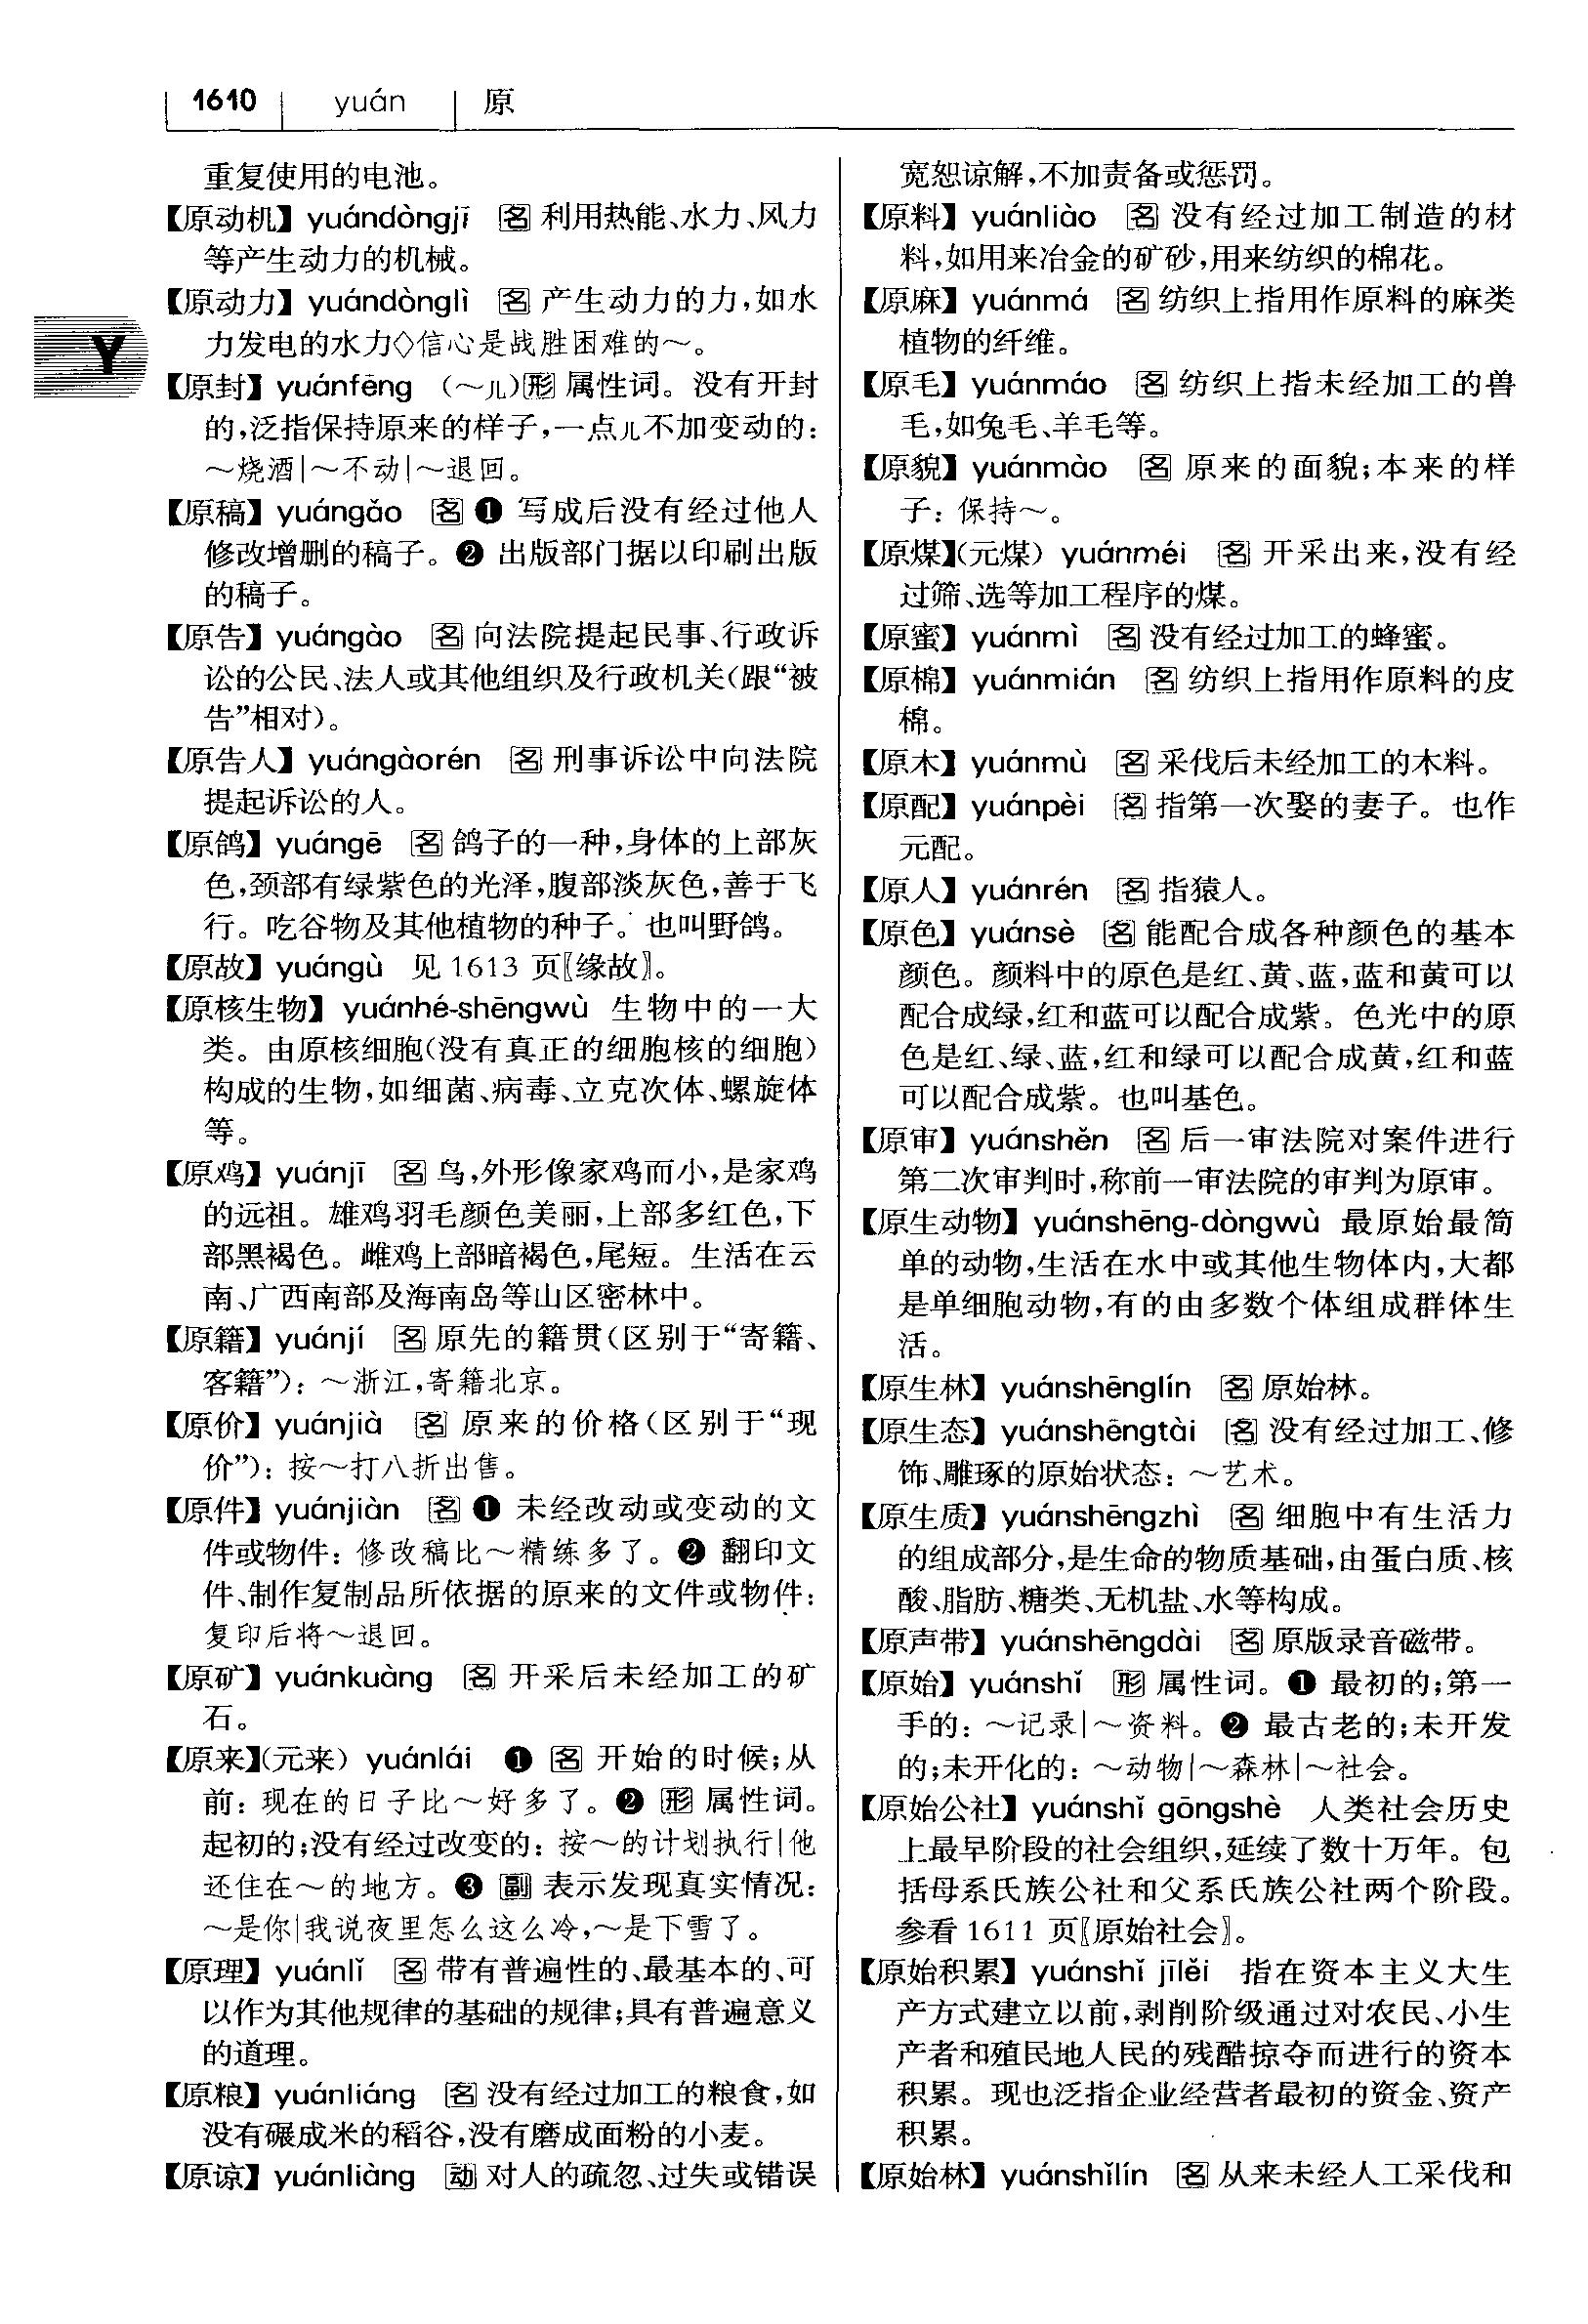 1610 yuán 原
重复使用的电池。
【原动机】 yuándòngjī 名 利用热能、水力、风力
等产生动力的机械。
【原动力】 yuándònglì 名 产生动力的力,如水
力发电的水力◇信心是战胜困难的~。
Y
【原封】 yuánfēng (~儿)形 属性词。没有开封
的,泛指保持原来的样子,一点儿不加变动的:
~烧酒|~不动|~退回。
【原稿】 yuángǎo 名 ❶ 写成后没有经过他人
修改增删的稿子。❷ 出版部门据以印刷出版
的稿子。
【原告】 yuángào 名 向法院提起民事、行政诉
讼的公民、法人或其他组织及行政机关(跟“被
告”相对)。
【原告人】 yuángàorén 名 刑事诉讼中向法院
提起诉讼的人。
【原鸽】 yuángē 名 鸽子的一种,身体的上部灰
色,颈部有绿紫色的光泽,腹部淡灰色,善于飞
行。吃谷物及其他植物的种子。也叫野鸽。
【原故】 yuángù 见 1613 页〖缘故〗。
【原核生物】 yuánhé-shēngwù 生物中的一大
类。由原核细胞(没有真正的细胞核的细胞)
构成的生物,如细菌、病毒、立克次体、螺旋体
等。
【原鸡】 yuánjī 名 鸟,外形像家鸡而小,是家鸡
的远祖。雄鸡羽毛颜色美丽,上部多红色,下
部黑褐色。雌鸡上部暗褐色,尾短。生活在云
南、广西南部及海南岛等山区密林中。
【原籍】 yuánjí 名 原先的籍贯(区别于“寄籍、
客籍”):~浙江,寄籍北京。
【原价】 yuánjià 名 原来的价格(区别于“现
价”):按~打八折出售。
【原件】 yuánjiàn 名 ❶ 未经改动或变动的文
件或物件:修改稿比~精练多了。❷ 翻印文
件、制作复制品所依据的原来的文件或物件:
复印后将~退回。
【原矿】 yuánkuàng 名 开采后未经加工的矿
石。
【原来】(元来) yuánlái ❶ 名 开始的时候;从
前:现在的日子比~好多了。❷ 形 属性词。
起初的;没有经过改变的:按~的计划执行|他
还住在~的地方。❸ 副 表示发现真实情况:
~是你|我说夜里怎么这么冷,~是下雪了。
【原理】 yuánlǐ 名 带有普遍性的、最基本的、可
以作为其他规律的基础的规律;具有普遍意义
的道理。
【原粮】 yuánliáng 名 没有经过加工的粮食,如
没有碾成米的稻谷,没有磨成面粉的小麦。
【原谅】 yuánliàng 动 对人的疏忽、过失或错误
宽恕谅解,不加责备或惩罚。
【原料】 yuánliào 名 没有经过加工制造的材
料,如用来冶金的矿砂,用来纺织的棉花。
【原麻】 yuánmá 名 纺织上指用作原料的麻类
植物的纤维。
【原毛】 yuánmáo 名 纺织上指未经加工的兽
毛,如兔毛、羊毛等。
【原貌】 yuánmào 名 原来的面貌;本来的样
子:保持~。
【原煤】(元煤) yuánméi 名 开采出来,没有经
过筛、选等加工程序的煤。
【原蜜】 yuánmì 名 没有经过加工的蜂蜜。
【原棉】 yuánmián 名 纺织上指用作原料的皮
棉。
【原木】 yuánmù 名 采伐后未经加工的木料。
【原配】 yuánpèi 名 指第一次娶的妻子。也作
元配。
【原人】 yuánrén 名 指猿人。
【原色】 yuánsè 名 能配合成各种颜色的基本
颜色。颜料中的原色是红、黄、蓝,蓝和黄可以
配合成绿,红和蓝可以配合成紫。色光中的原
色是红、绿、蓝,红和绿可以配合成黄,红和蓝
可以配合成紫。也叫基色。
【原审】 yuánshěn 名 后一审法院对案件进行
第二次审判时,称前一审法院的审判为原审。
【原生动物】 yuánshēng-dòngwù 最原始最简
单的动物,生活在水中或其他生物体内,大都
是单细胞动物,有的由多数个体组成群体生
活。
【原生林】 yuánshēnglín 名 原始林。
【原生态】 yuánshēngtài 名 没有经过加工、修
饰、雕琢的原始状态:~艺术。
【原生质】 yuánshēngzhì 名 细胞中有生活力
的组成部分,是生命的物质基础,由蛋白质、核
酸、脂肪、糖类、无机盐、水等构成。
【原声带】 yuánshēngdài 名 原版录音磁带。
【原始】 yuánshǐ 形 属性词。❶ 最初的;第一
手的:~记录|~资料。❷ 最古老的;未开发
的;未开化的:~动物|~森林|~社会。
【原始公社】 yuánshǐ gōngshè 人类社会历史
上最早阶段的社会组织,延续了数十万年。包
括母系氏族公社和父系氏族公社两个阶段。
参看 1611 页〖原始社会〗。
【原始积累】 yuánshǐ jīlěi 指在资本主义大生
产方式建立以前,剥削阶级通过对农民、小生
产者和殖民地人民的残酷掠夺而进行的资本
积累。现也泛指企业经营者最初的资金、资产
积累。
【原始林】 yuánshǐlín 名 从来未经人工采伐和